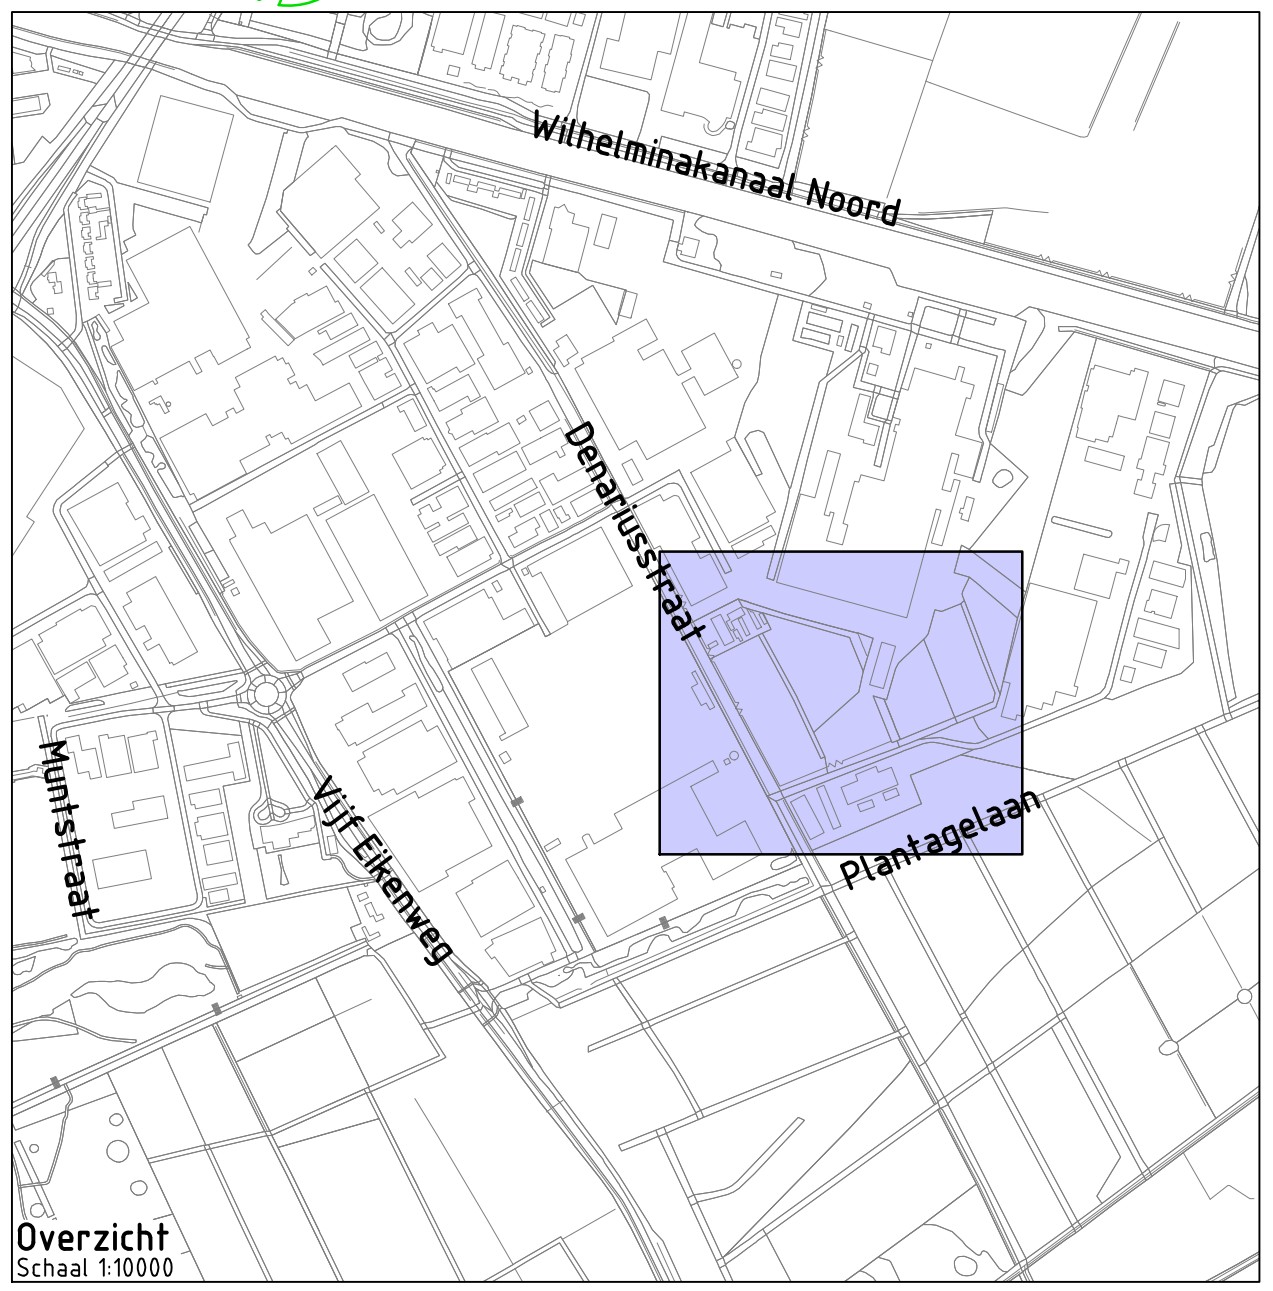 Wilhelminakanaal Noord
Denariusstraat
Muntstraat
Vijf Eikenweg
Plantagelaan
Overzicht
Schaal 1:10000